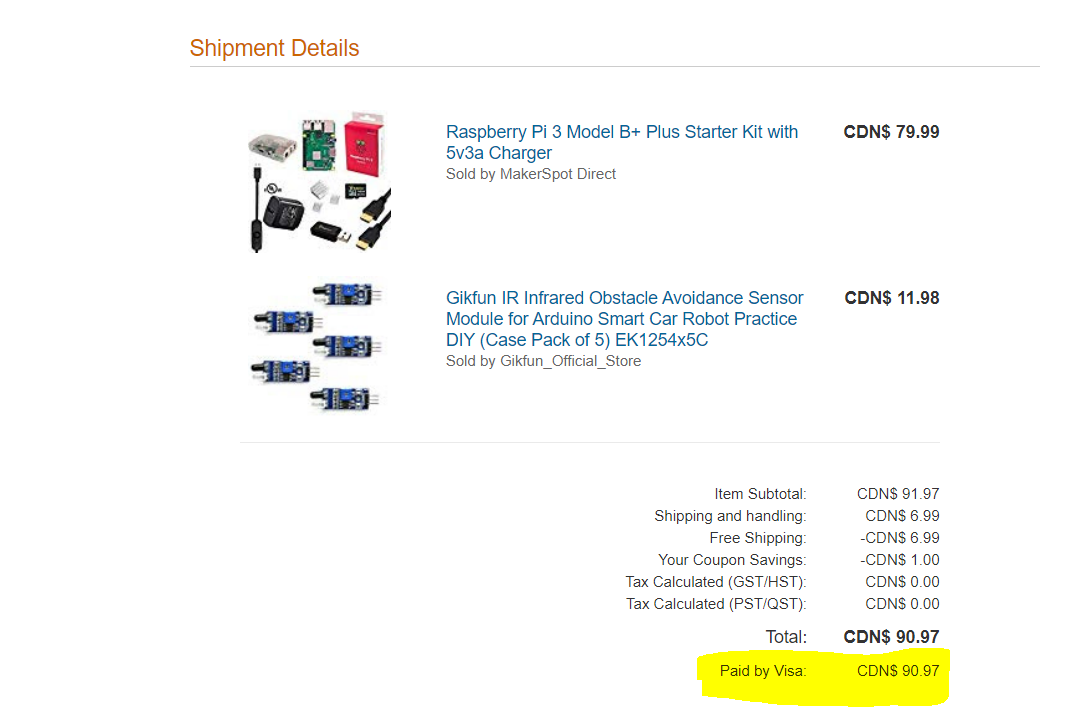 Shipment Details
Raspberry Pi 3 Model B+ Plus Starter Kit with
5v3a Charger
Sold by MakerSpot Direct
CDN$ 79.99
Gikfun IR Infrared Obstacle Avoidance Sensor
Module for Arduino Smart Car Robot Practice
DIY (Case Pack of 5) EK1254x5C
Sold by Gikfun_Official_Store
CDN$ 11.98
Item Subtotal: CDN$ 91.97
Shipping and handling: CDN$ 6.99
Free Shipping: -CDN$ 6.99
Your Coupon Savings: -CDN$ 1.00
Tax Calculated (GST/HST): CDN$ 0.00
Tax Calculated (PST/QST): CDN$ 0.00
Total: CDN$ 90.97
Paid by Visa: CDN$ 90.97